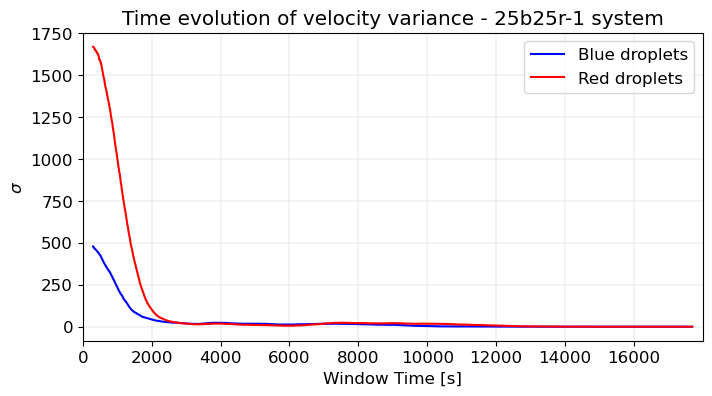 Time evolution of velocity variance - 25b25r-1 system
1750
1500
1250
1000
750
500
250
0
σ
Blue droplets
Red droplets
0 2000 4000 6000 8000 10000 12000 14000 16000
Window Time [s]